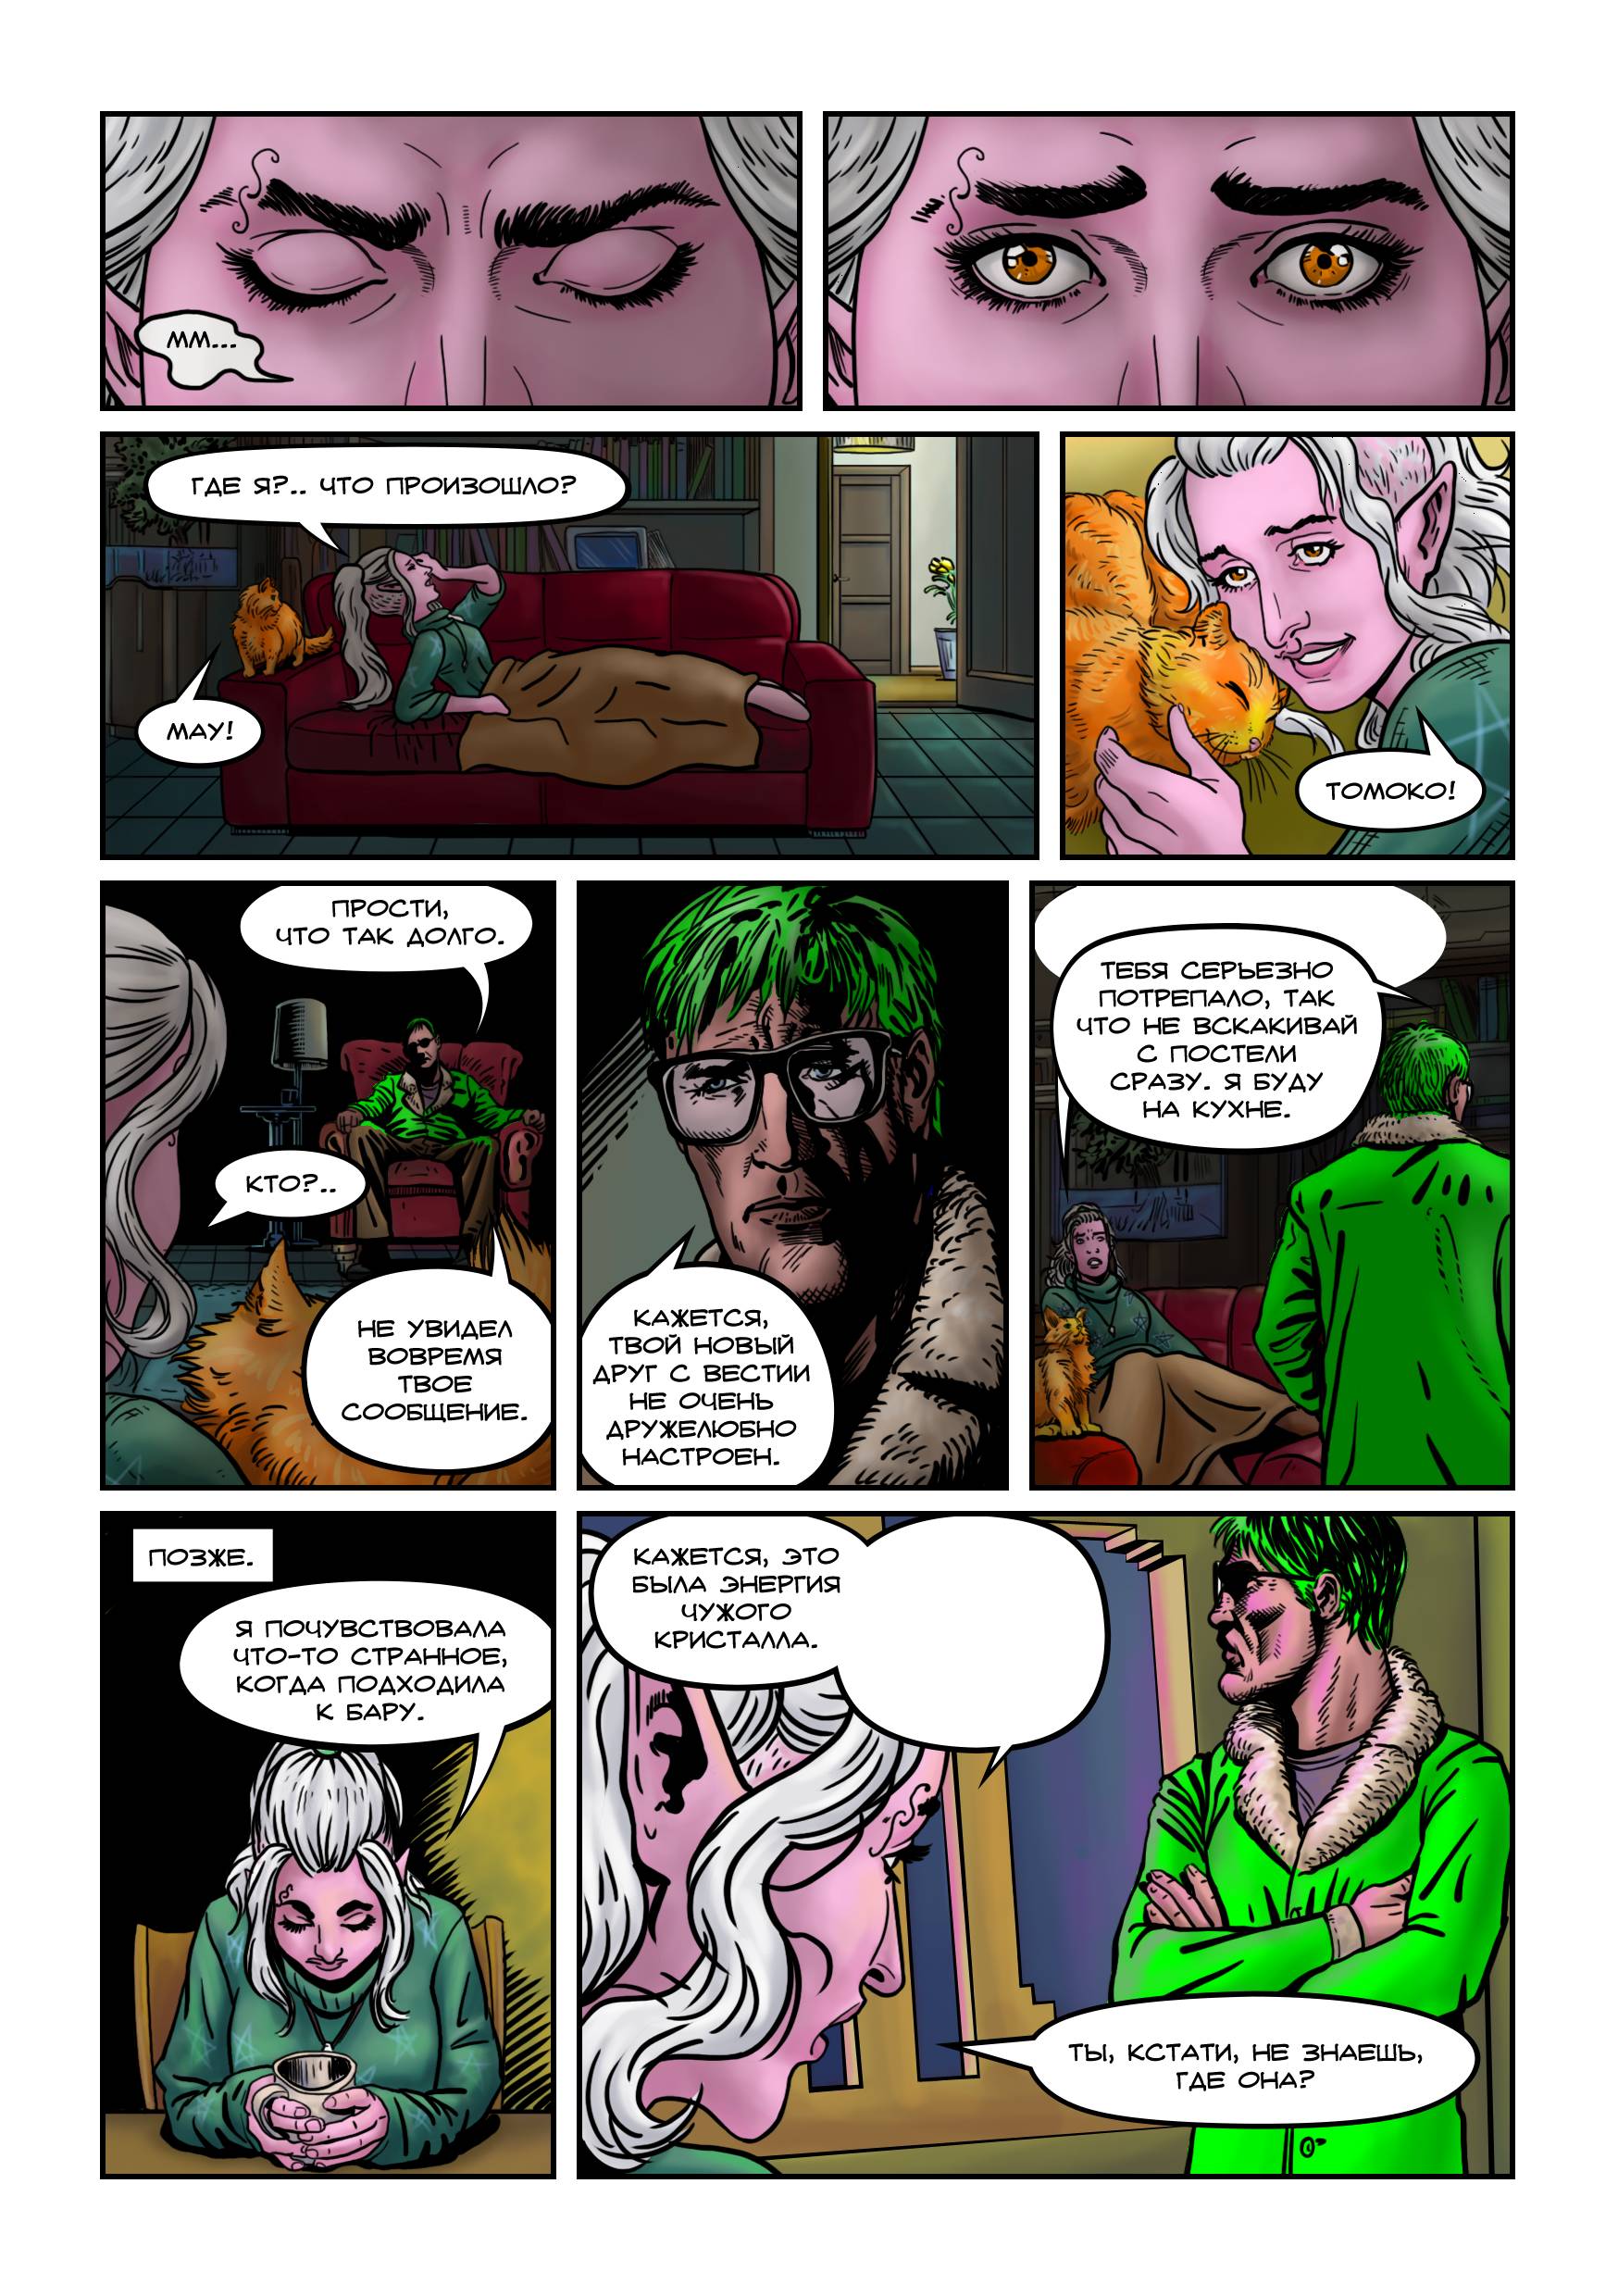 ММ...
ГДЕ Я?.. ЧТО ПРОИЗОШЛО?
МАУ!
ТОМОКО!
ПРОСТИ,
ЧТО ТАК ДОЛГО.
КТО?..
НЕ УВИДЕЛ
ВОВРЕМЯ
ТВОЕ
СООБЩЕНИЕ.
КАЖЕТСЯ,
ТВОЙ НОВЫЙ
ДРУГ С ВЕСТИИ
НЕ ОЧЕНЬ
ДРУЖЕЛЮБНО
НАСТРОЕН.
ТЕБЯ СЕРЬЕЗНО
ПОТРЕПАЛО, ТАК
ЧТО НЕ ВСКАКИВАЙ
С ПОСТЕЛИ
СРАЗУ. Я БУДУ
НА КУХНЕ.
ПОЗЖЕ.
Я ПОЧУВСТВОВАЛА
ЧТО-ТО СТРАННОЕ,
КОГДА ПОДХОДИЛА
К БАРУ.
КАЖЕТСЯ, ЭТО
БЫЛА ЭНЕРГИЯ
ЧУЖОГО
КРИСТАЛЛА.
ТЫ, КСТАТИ, НЕ ЗНАЕШЬ,
ГДЕ ОНА?